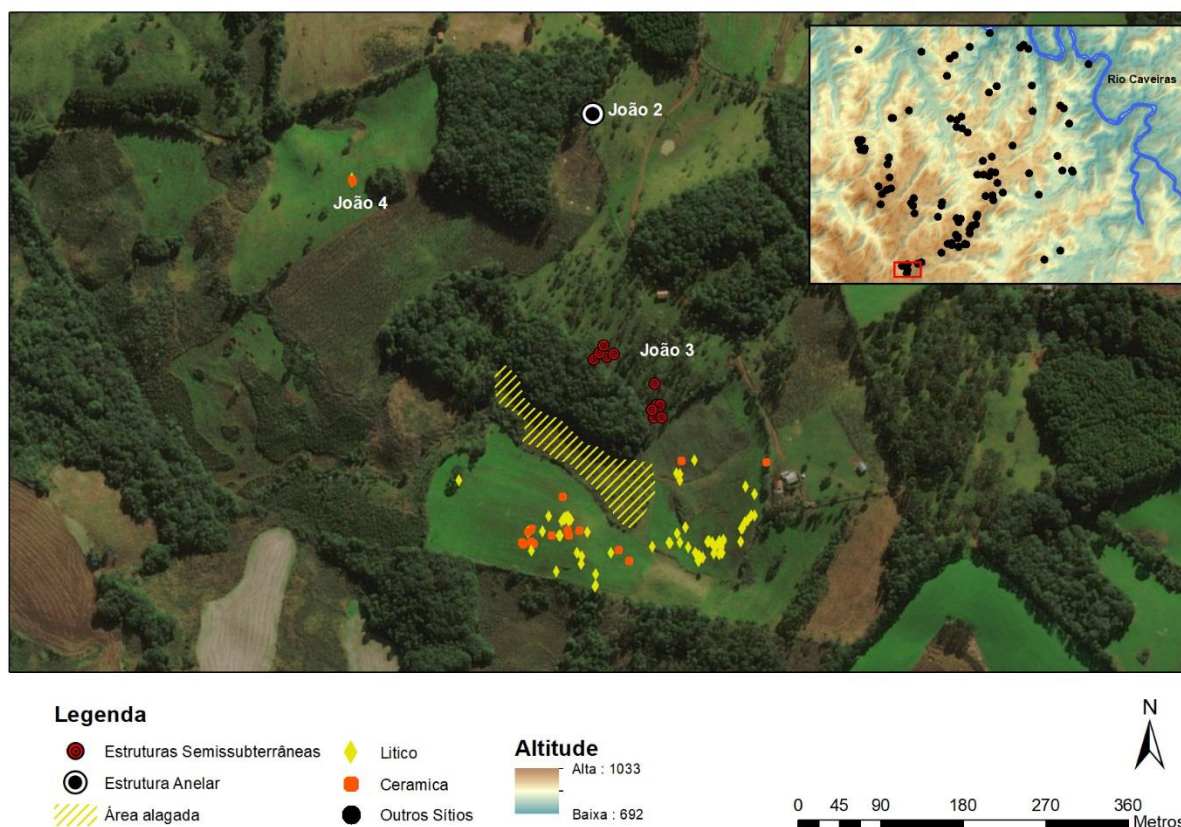 Rio Caveiras
João 2
João 4
João 3
Legenda
Estruturas Semissubterrâneas
Estrutura Anelar
Área alagada
Lítico
Ceramica
Outros Sítios
Altitude
Alta : 1033
Baixa : 692
N
0 45 90 180 270 360
Metros